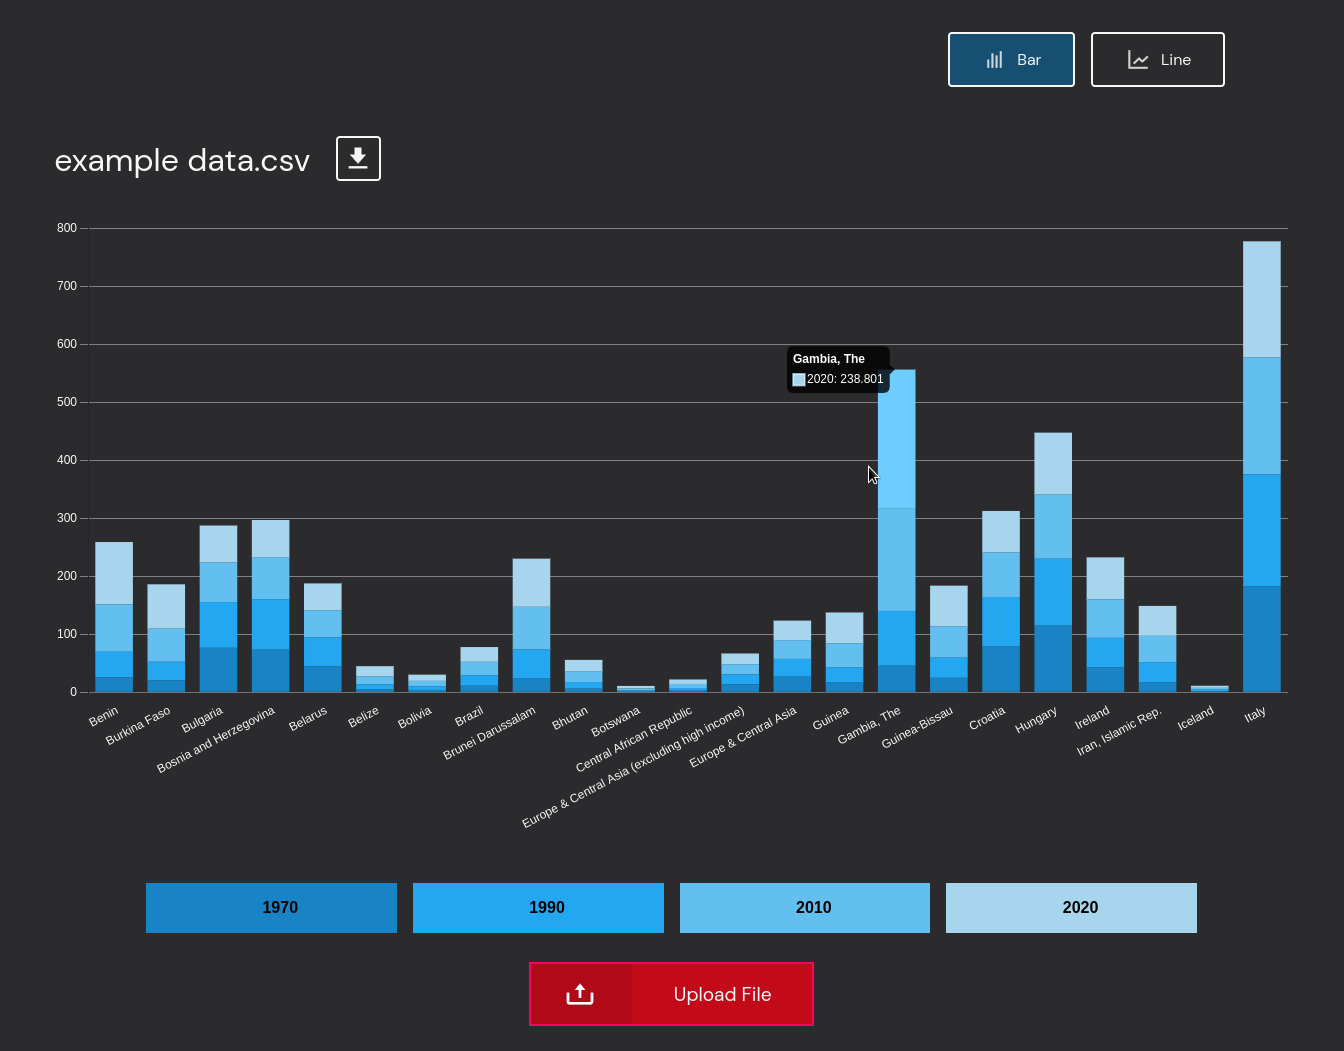 Bar
Line
example data.csv
800
700
600
500
400
300
200
100
0
Gambia, The
2020: 238.801
Benin
Burkina Faso
Bulgaria
Bosnia and Herzegovina
Belarus
Belize
Bolivia
Brazil
Brunei Darussalam
Bhutan
Botswana
Central African Republic
Europe & Central Asia (excluding high income)
Europe & Central Asia
Guinea
Gambia, The
Guinea-Bissau
Croatia
Hungary
Ireland
Iran, Islamic Rep.
Iceland
Italy
1970
1990
2010
2020
Upload File